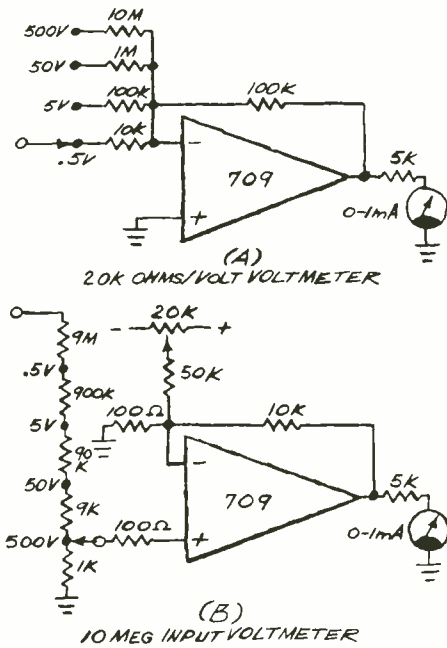 500V
10M
50V
1M
5V
100K
100K
.5V
10K
-
709
+
5K
0-1mA
(A)
20K OHMS/VOLT VOLTMETER
- 20K +
9M
.5V
50K
900K
5V
100Ω
10K
90
K
-
50V
709
5K
9K
100Ω
+
0-1mA
500V
1K
(B)
10 MEG INPUT VOLTMETER